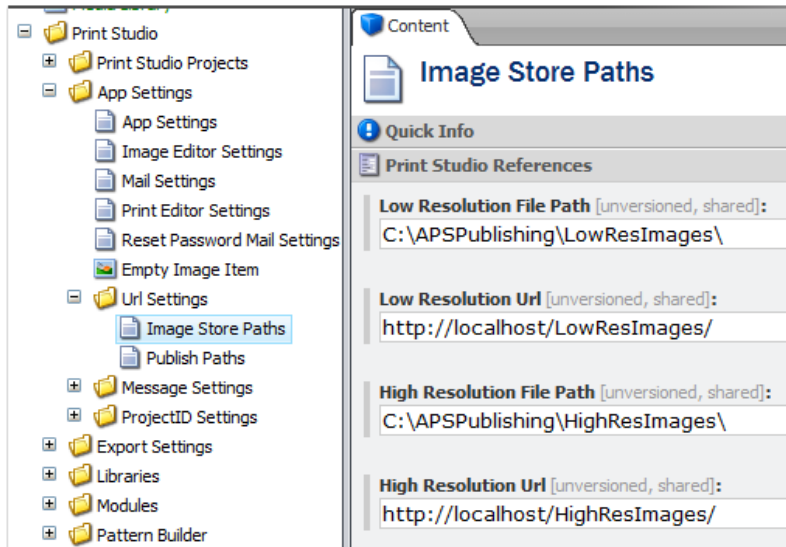 Media Library
Print Studio
Print Studio Projects
App Settings
App Settings
Image Editor Settings
Mail Settings
Print Editor Settings
Reset Password Mail Settings
Empty Image Item
Url Settings
Image Store Paths
Publish Paths
Message Settings
ProjectID Settings
Export Settings
Libraries
Modules
Pattern Builder
Content
Image Store Paths
Quick Info
Print Studio References
Low Resolution File Path [unversioned, shared]:
C:\APSPublishing\LowResImages\
Low Resolution Url [unversioned, shared]:
http://localhost/LowResImages/
High Resolution File Path [unversioned, shared]:
C:\APSPublishing\HighResImages\
High Resolution Url [unversioned, shared]:
http://localhost/HighResImages/